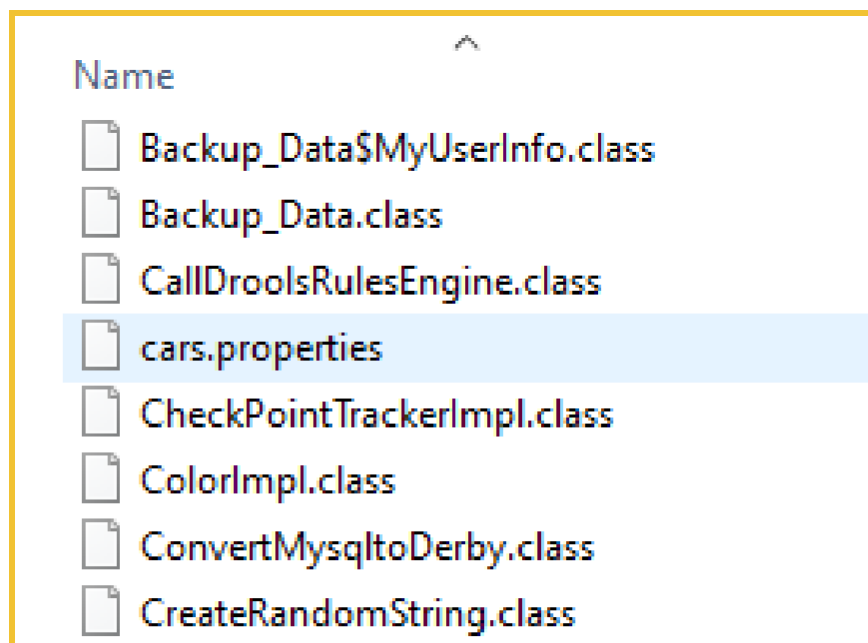 Name
Backup_Data$MyUserInfo.class
Backup_Data.class
CallDroolsRulesEngine.class
cars.properties
CheckPointTrackerImpl.class
ColorImpl.class
ConvertMysqltoDerby.class
CreateRandomString.class